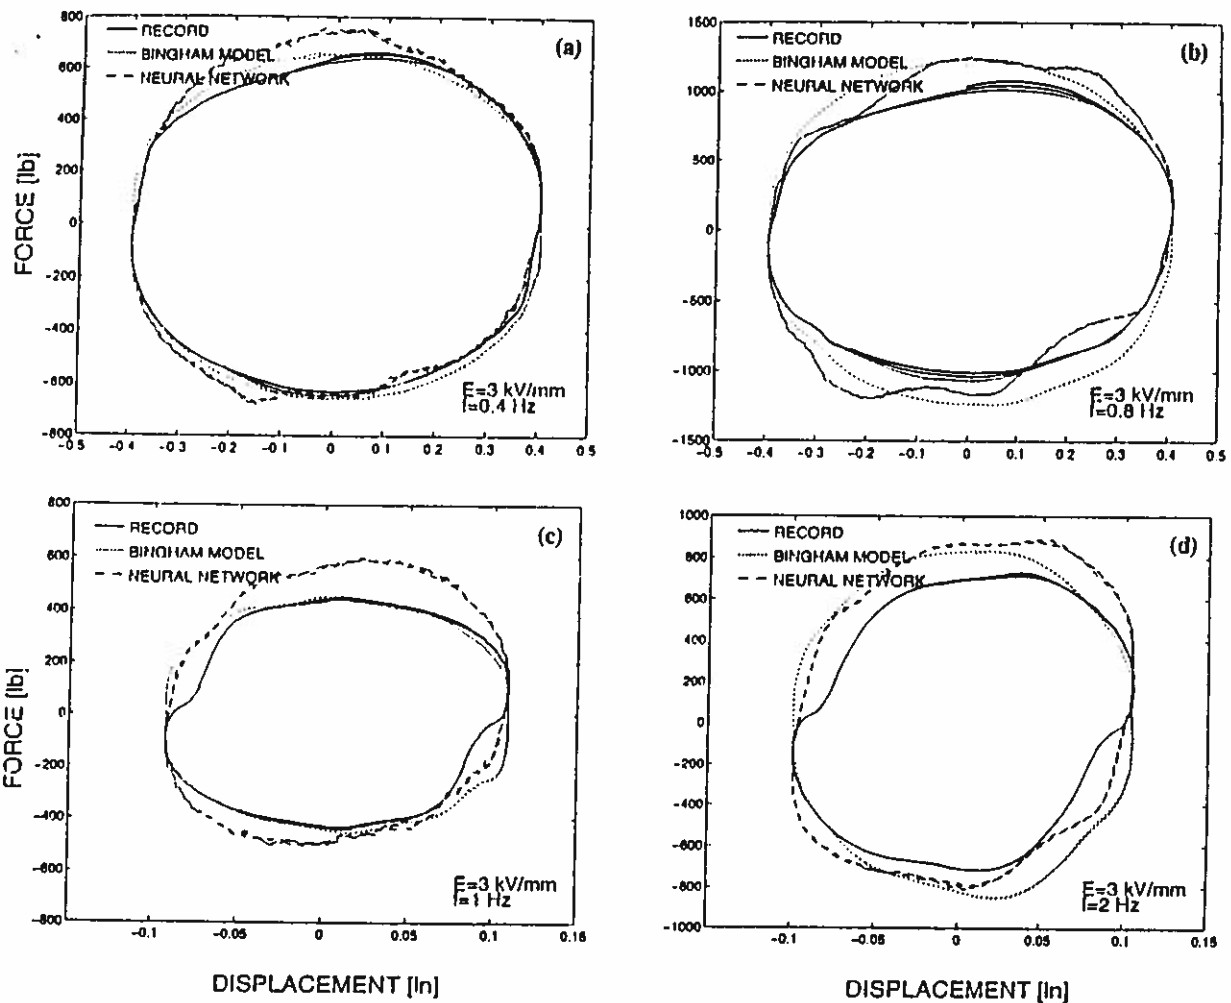 RECORD
BINGHAM MODEL
NEURAL NETWORK
(a)
800
600
400
200
0
-200
-400
-600
-800
FORCE [lb]
E=3 kV/mm
f=0.4 Hz
-0.5 -0.4 -0.3 -0.2 -0.1 0 0.1 0.2 0.3 0.4 0.5
RECORD
BINGHAM MODEL
NEURAL NETWORK
(b)
1500
1000
500
0
-500
-1000
-1500
E=3 kV/mm
f=0.8 Hz
-0.5 -0.4 -0.3 -0.2 -0.1 0 0.1 0.2 0.3 0.4 0.5
RECORD
BINGHAM MODEL
NEURAL NETWORK
(c)
800
600
400
200
0
-200
-400
-600
-800
FORCE [lb]
E=3 kV/mm
f=1 Hz
-0.1 -0.05 0 0.05 0.1 0.15
DISPLACEMENT [in]
RECORD
BINGHAM MODEL
NEURAL NETWORK
(d)
1000
800
600
400
200
0
-200
-400
-600
-800
-1000
E=3 kV/mm
f=2 Hz
-0.1 -0.05 0 0.05 0.1 0.15
DISPLACEMENT [in]